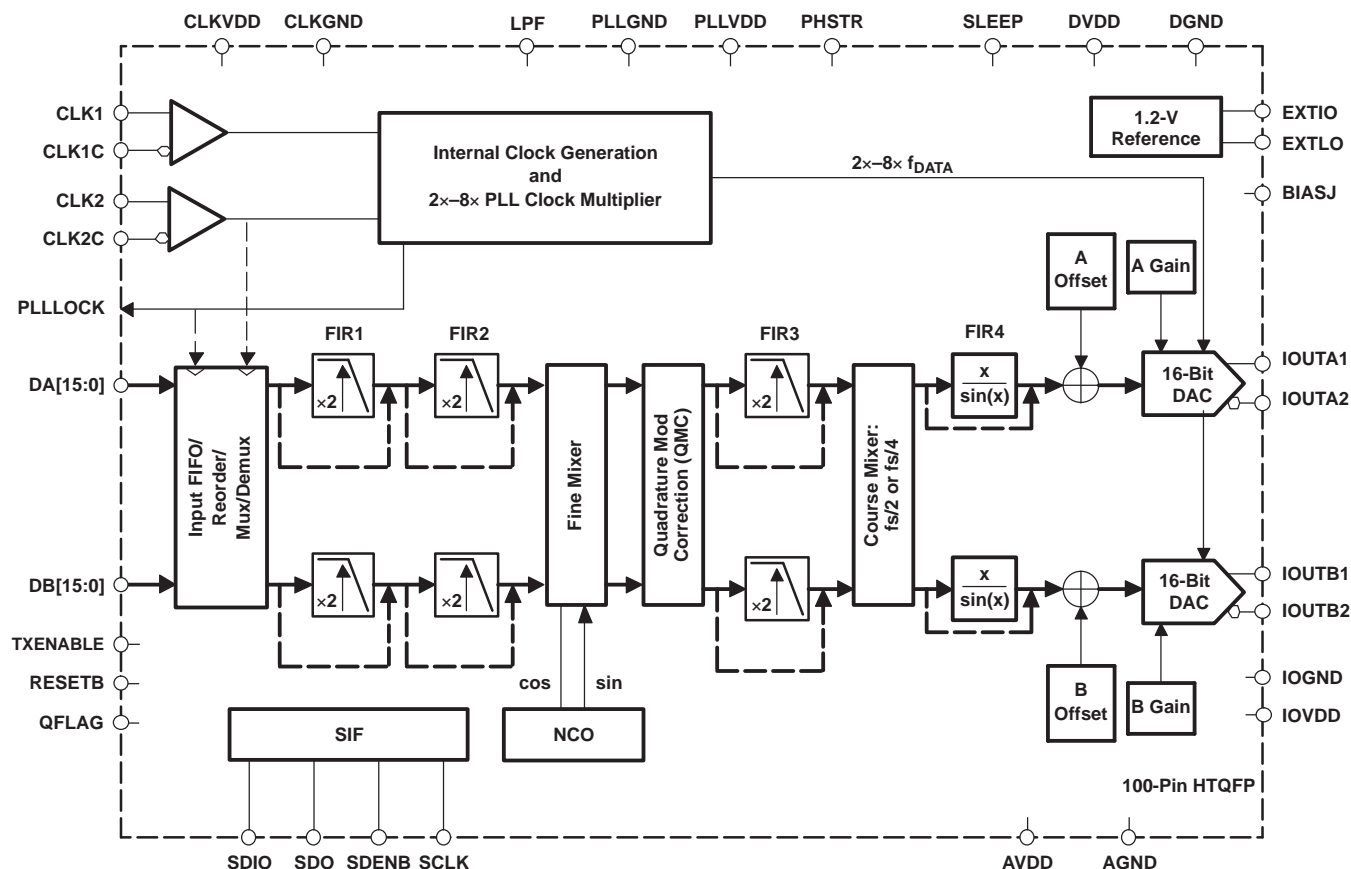 CLKVDD
CLKGND
LPF
PLLGND
PLLVDD
PHSTR
SLEEP
DVDD
DGND
CLK1
CLK1C
CLK2
CLK2C
PLLLOCK
Internal Clock Generation
and
2×–8× PLL Clock Multiplier
2×–8× fDATA
1.2-V
Reference
EXTIO
EXTLO
BIASJ
A
Offset
A Gain
FIR1
FIR2
FIR3
FIR4
DA[15:0]
Input FIFO/
Reorder/
Mux/Demux
×2
×2
Fine Mixer
Quadrature Mod
Correction (QMC)
×2
Course Mixer:
fs/2 or fs/4
x
sin(x)
16-Bit
DAC
IOUTA1
IOUTA2
DB[15:0]
×2
×2
×2
x
sin(x)
16-Bit
DAC
IOUTB1
IOUTB2
TXENABLE
RESETB
QFLAG
cos
sin
SIF
NCO
B
Offset
B Gain
IOGND
IOVDD
100-Pin HTQFP
SDIO
SDO
SDENB
SCLK
AVDD
AGND